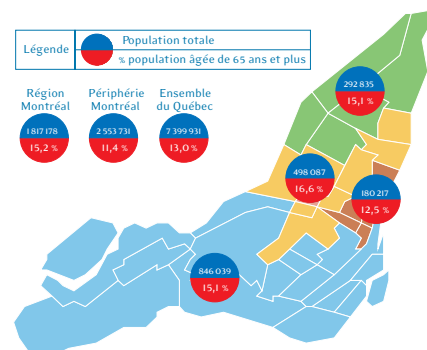 Légende
Population totale
% population âgée de 65 ans et plus
Région Montréal
1 817 178
15,2 %
Périphérie Montréal
2 553 731
11,4 %
Ensemble du Québec
7 399 931
13,0 %
292 835
15,1 %
498 087
16,6 %
180 217
12,5 %
846 039
15,1 %